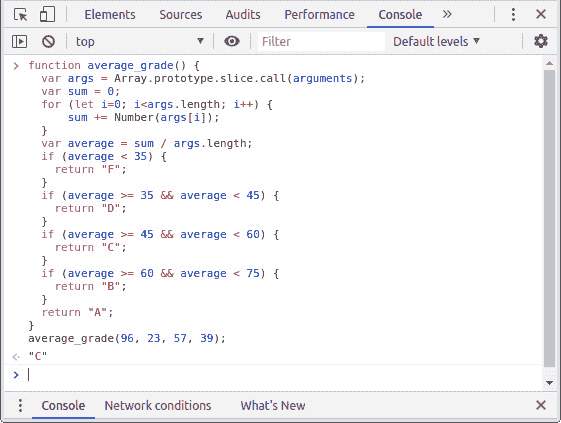 Elements Sources Audits Performance Console »
top Filter Default levels
> function average_grade() {
  var args = Array.prototype.slice.call(arguments);
  var sum = 0;
  for (let i=0; i<args.length; i++) {
      sum += Number(args[i]);
  }
  var average = sum / args.length;
  if (average < 35) {
    return "F";
  }
  if (average >= 35 && average < 45) {
    return "D";
  }
  if (average >= 45 && average < 60) {
    return "C";
  }
  if (average >= 60 && average < 75) {
    return "B";
  }
  return "A";
}
average_grade(96, 23, 57, 39);
"C"
>
Console Network conditions What's New